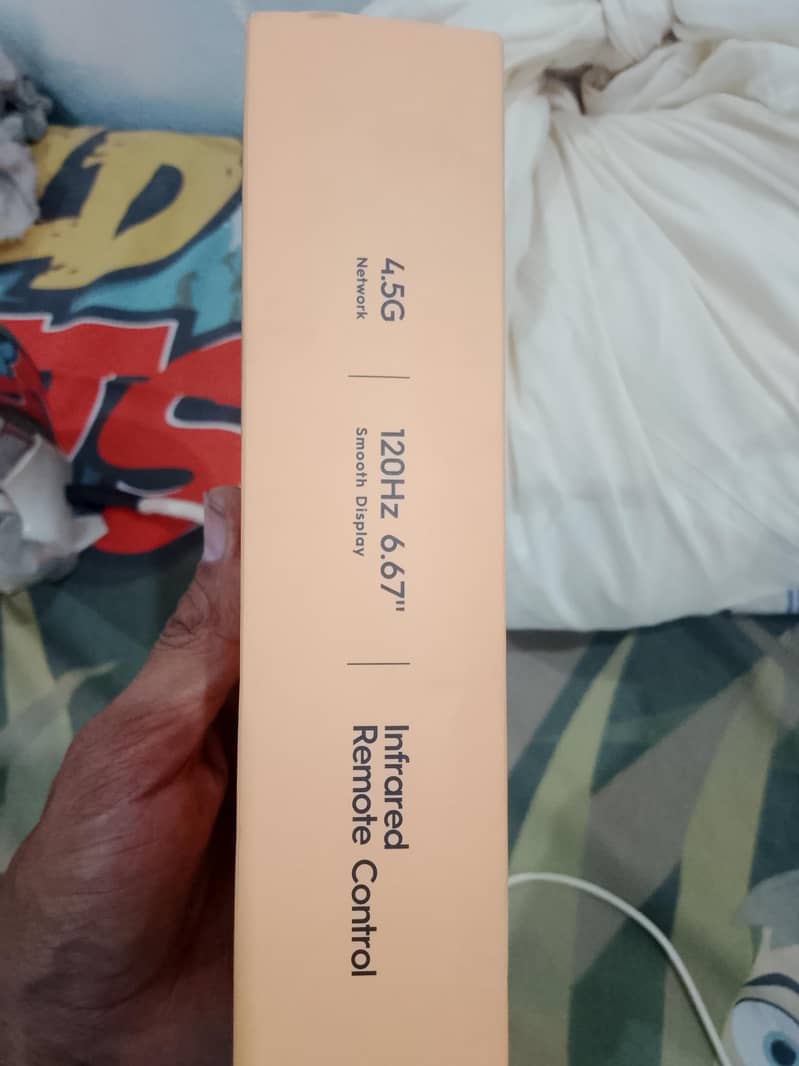 4.5G
Network
120Hz 6.67"
Smooth Display
Infrared
Remote Control